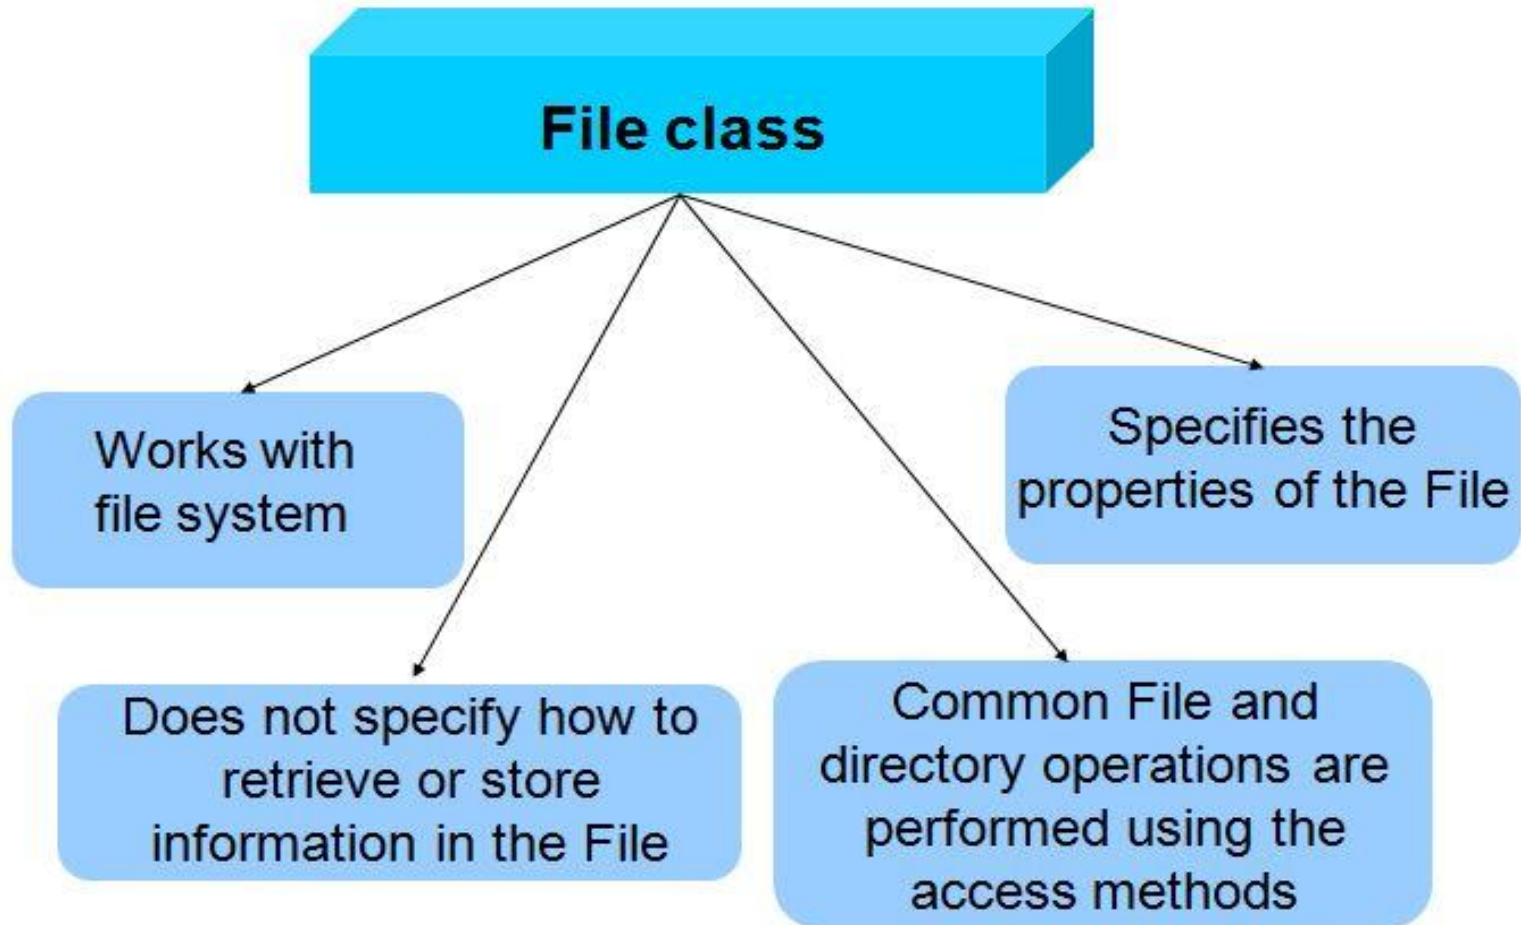 File class
Works with
file system
Specifies the
properties of the File
Does not specify how to
retrieve or store
information in the File
Common File and
directory operations are
performed using the
access methods